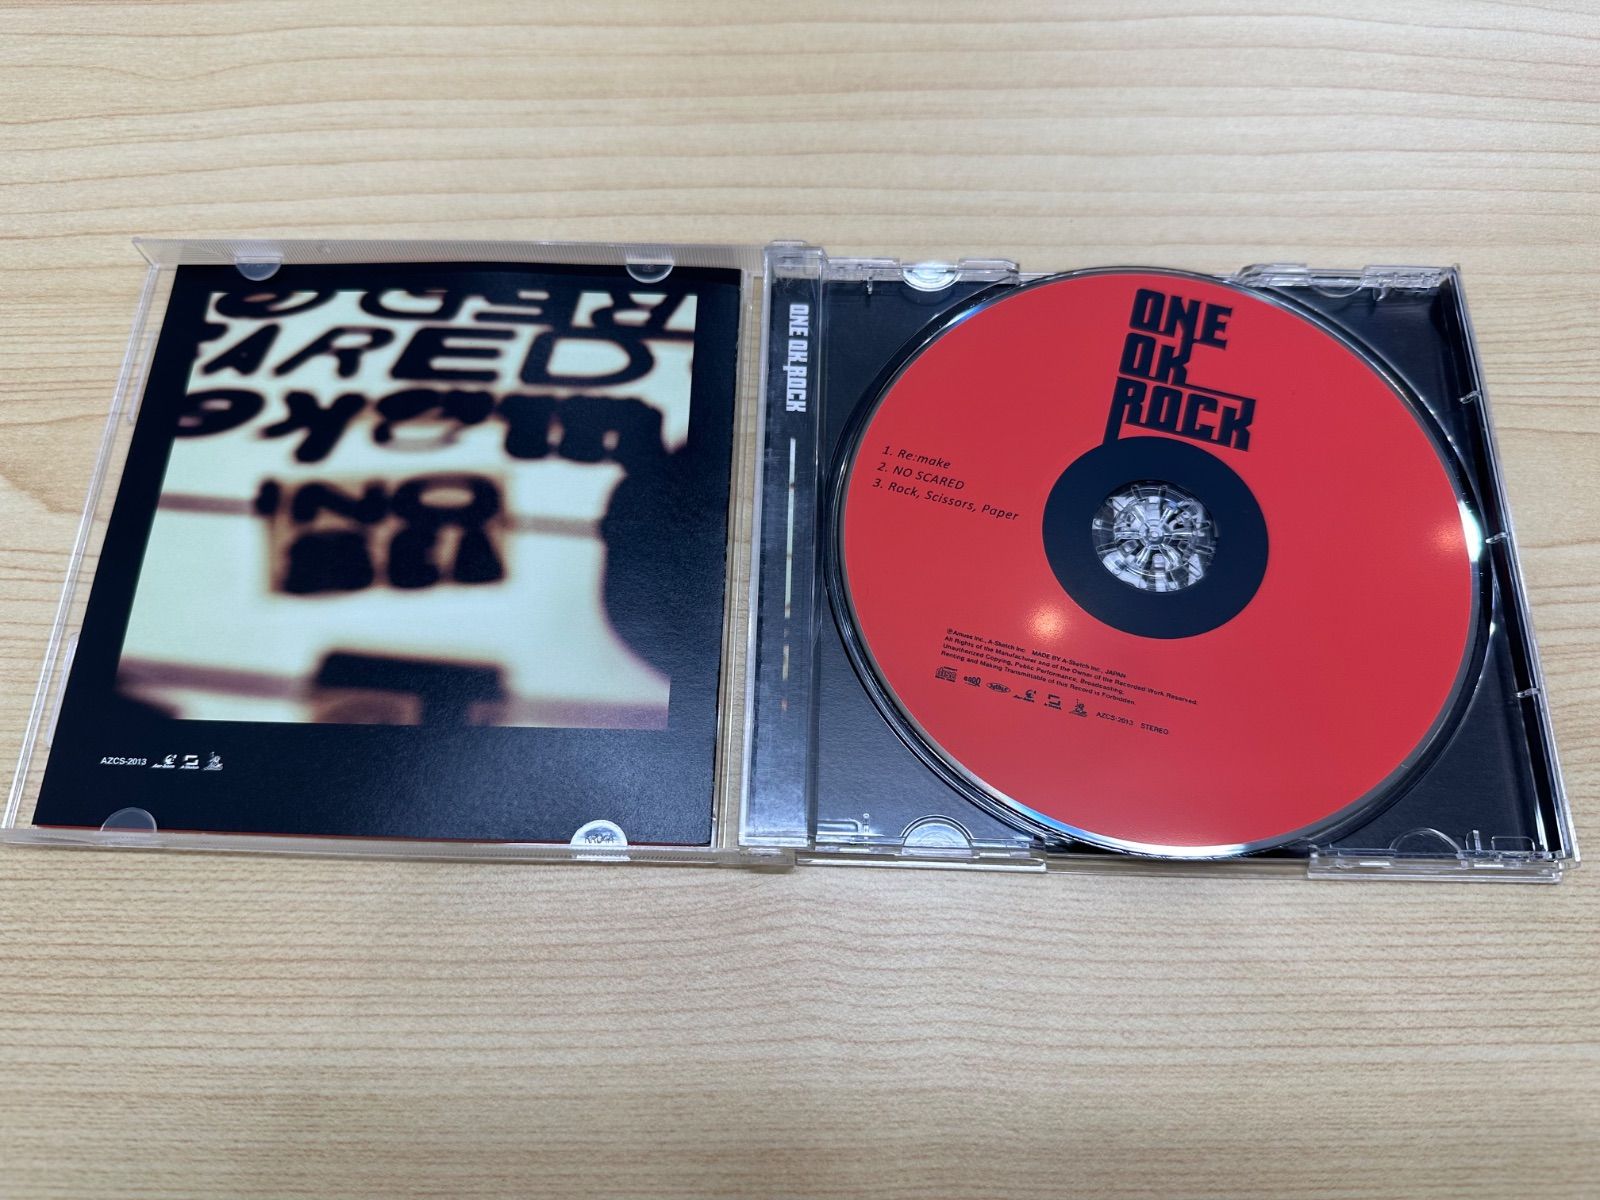 ARED
make
NO
AZCS-2013
ONE OK ROCK
ONE
OK
ROCK
1. Re:make
2. NO SCARED
3. Rock, Scissors, Paper
℗Amuse Inc., A-Sketch Inc. MADE BY A-Sketch Inc., JAPAN
All Rights of the Manufacturer and of the Owner of the Recorded Work Reserved.
Unauthorized Copying, Public Performance, Broadcasting,
Renting and Making Transmittable of this Record is Forbidden.
AZCS-2013 STEREO